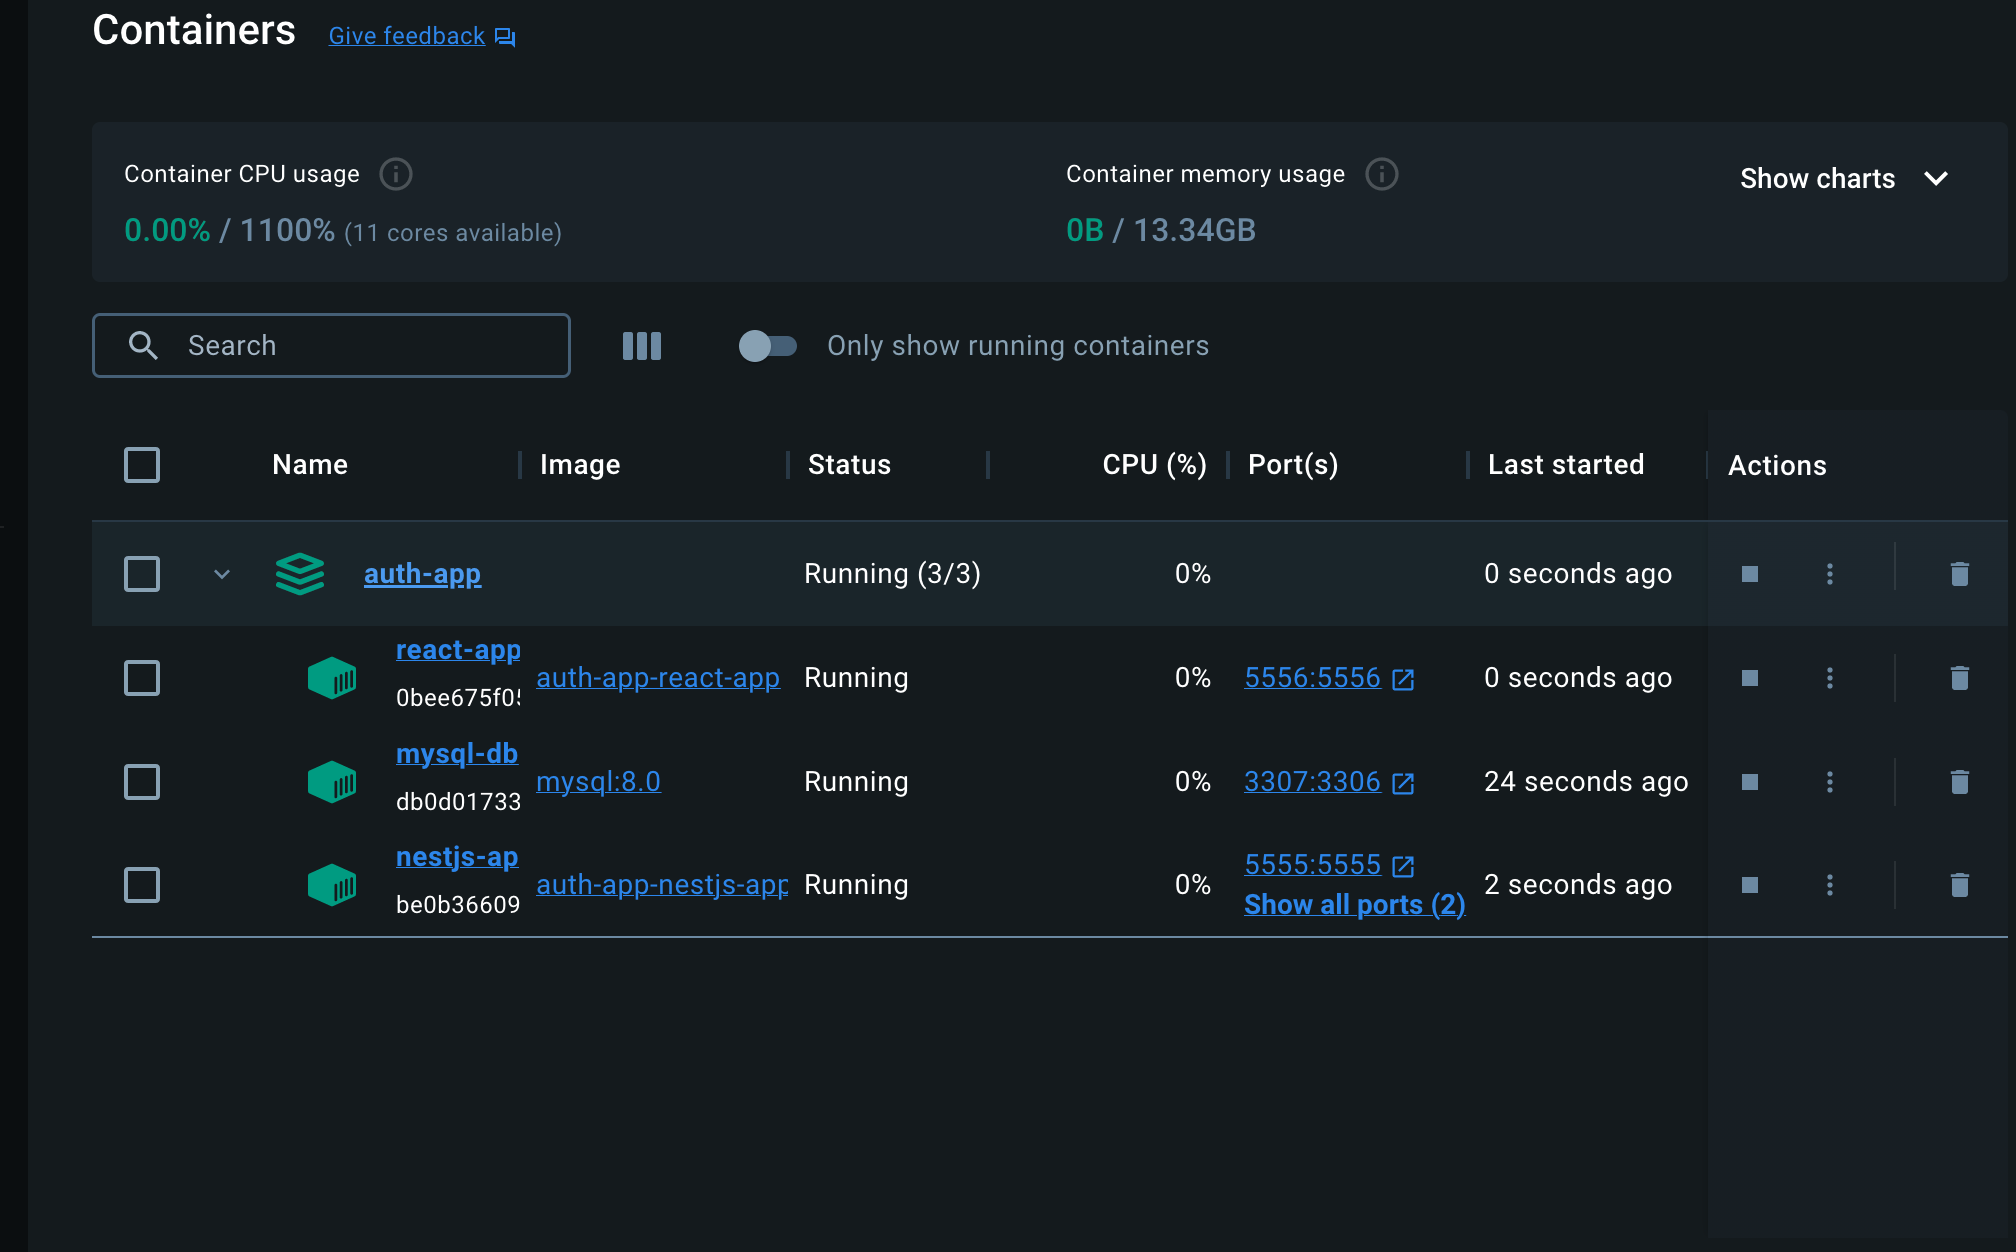 Containers Give feedback
Container CPU usage
0.00% / 1100% (11 cores available)
Container memory usage
0B / 13.34GB
Show charts
Search
Only show running containers
Name Image Status CPU (%) Port(s) Last started Actions
auth-app Running (3/3) 0% 0 seconds ago
react-app
0bee675f05
auth-app-react-app Running 0% 5556:5556 0 seconds ago
mysql-db
db0d01733
mysql:8.0 Running 0% 3307:3306 24 seconds ago
nestjs-ap
be0b36609
auth-app-nestjs-app Running 0% 5555:5555 2 seconds ago
Show all ports (2)